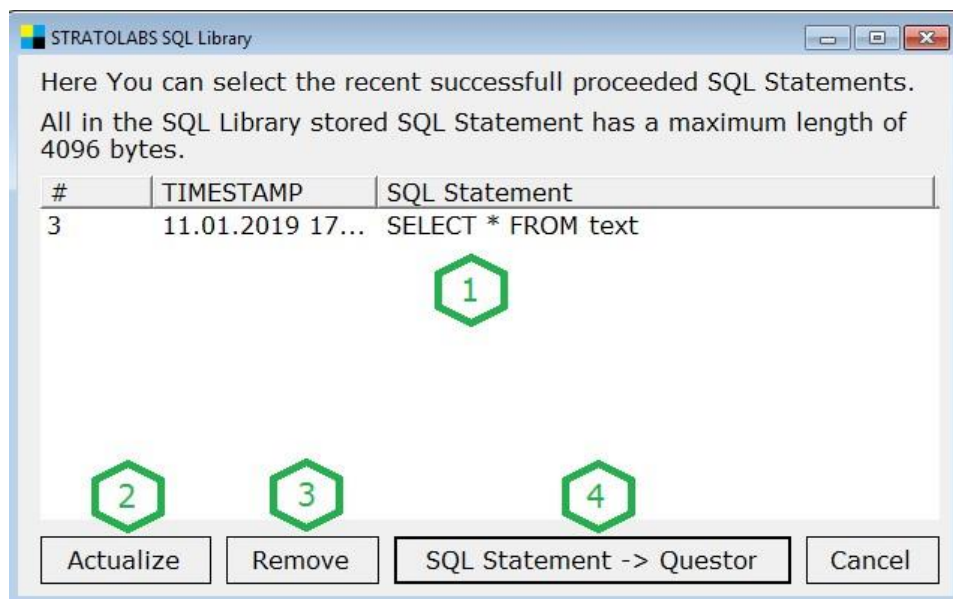 STRATOLABS SQL Library
Here You can select the recent successfull proceeded SQL Statements.
All in the SQL Library stored SQL Statement has a maximum length of
4096 bytes.
# TIMESTAMP SQL Statement
3 11.01.2019 17... SELECT * FROM text
1
2 3 4
Actualize Remove SQL Statement -> Questor Cancel